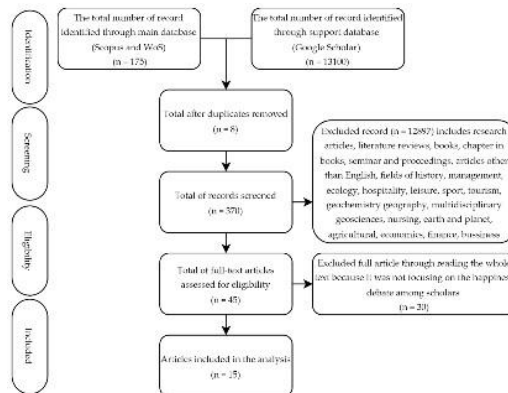 Identification
The total number of record
identified through main database
(Scopus and WoS)
(n – 175)
The total number of record identified
through support database
(Google Scholar)
(n – 13100)
Screening
Total after duplicates removed
(n = 8)
Total of records screened
(n = 370)
Excluded record (n = 12897) includes research
articles, literature reviews, books, chapter in
books, seminar and proceedings, articles other
than English, fields of history, management,
ecology, hospitality, leisure, sport, tourism,
geochemistry geography, multidisciplinary
geosciences, nursing, earth and planet,
agricultural, economics, finance, bussiness
Eligibility
Total of full-text articles
assessed for eligibility
(n = 45)
Excluded full article through reading the whole
text because it was not focusing on the happiness
debate among scholars
(n = 30)
Included
Articles included in the analysis
(n = 15)